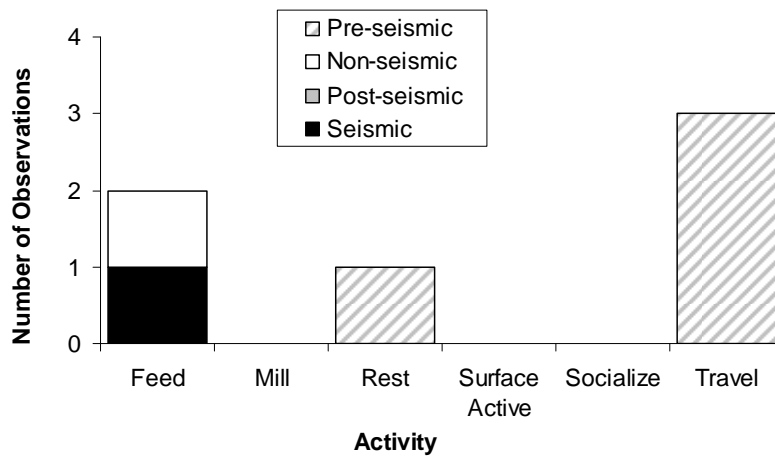 Pre-seismic
Non-seismic
Post-seismic
Seismic
Number of Observations
4
3
2
1
0
Feed Mill Rest Surface Socialize Travel
Active
Activity